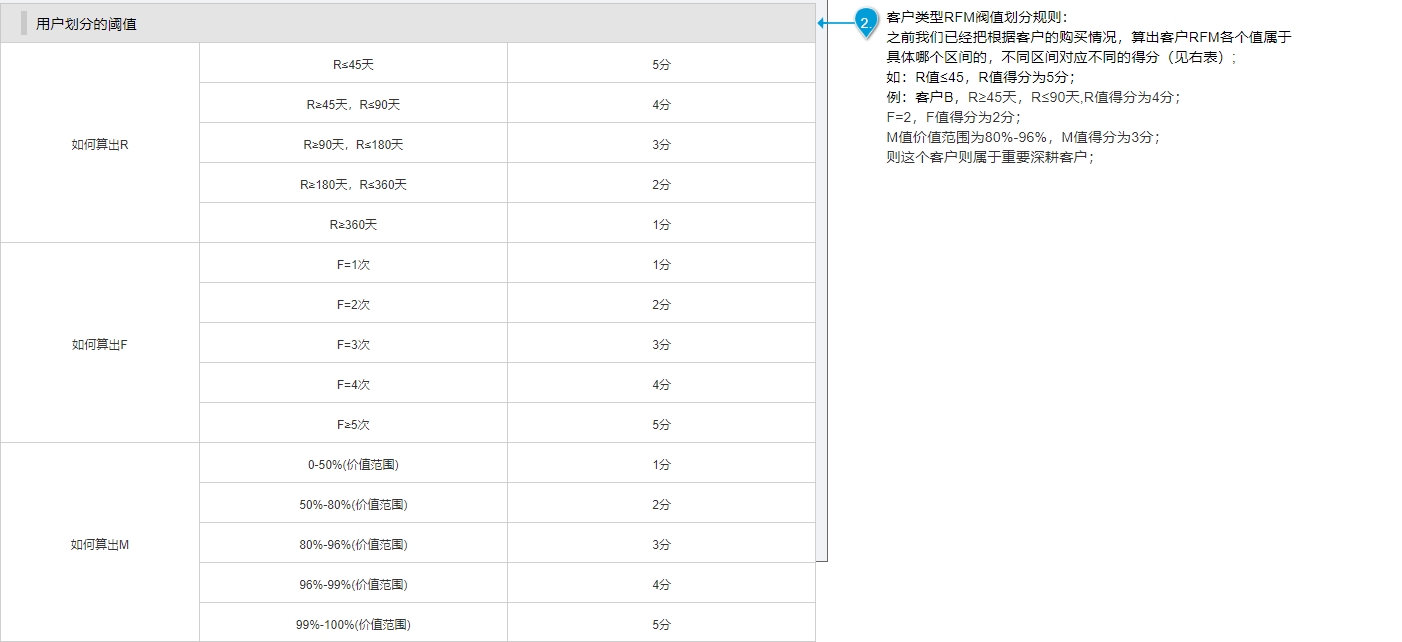 用户划分的阈值
如何算出R
R≤45天 5分
R≥45天，R≤90天 4分
R≥90天，R≤180天 3分
R≥180天，R≤360天 2分
R≥360天 1分
如何算出F
F=1次 1分
F=2次 2分
F=3次 3分
F=4次 4分
F≥5次 5分
如何算出M
0-50%(价值范围) 1分
50%-80%(价值范围) 2分
80%-96%(价值范围) 3分
96%-99%(价值范围) 4分
99%-100%(价值范围) 5分
2.
客户类型RFM阀值划分规则：
之前我们已经把根据客户的购买情况，算出客户RFM各个值属于
具体哪个区间的，不同区间对应不同的得分（见右表）;
如：R值≤45，R值得分为5分；
例：客户B，R≥45天，R≤90天,R值得分为4分；
F=2，F值得分为2分；
M值价值范围为80%-96%，M值得分为3分；
则这个客户则属于重要深耕客户；